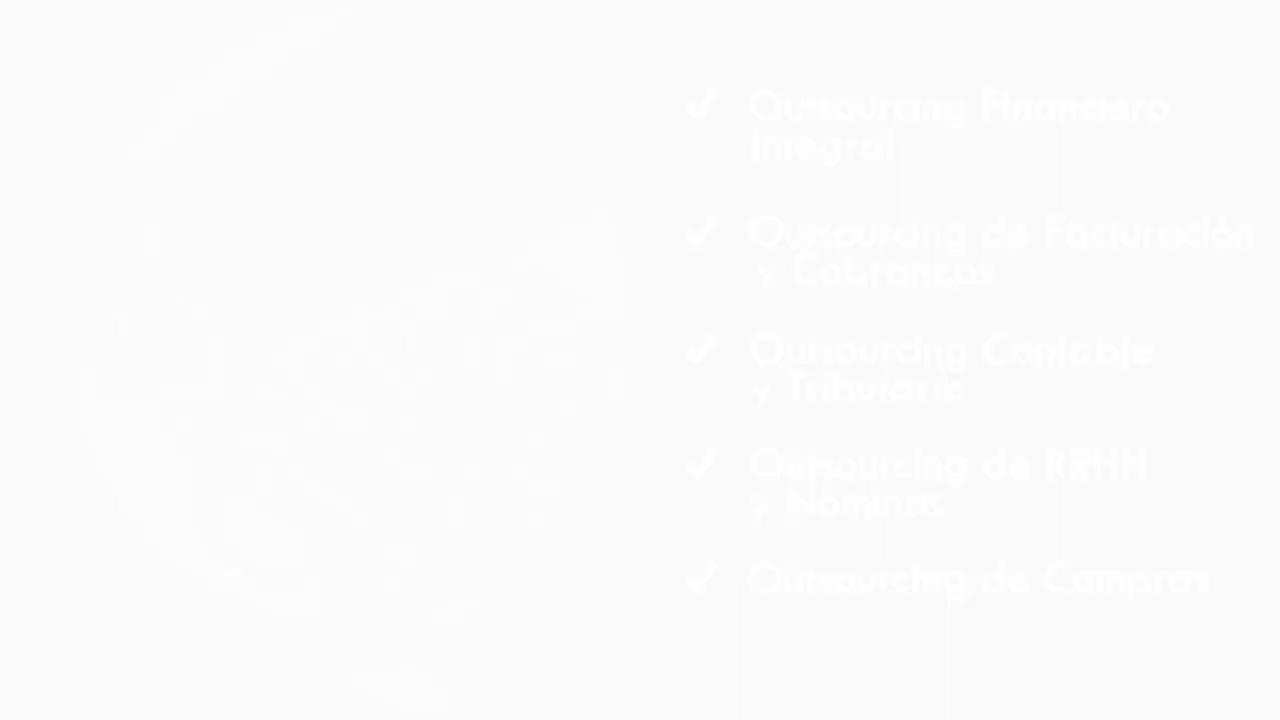 ✓ Outsourcing Financiero
Integral
✓ Outsourcing de Facturación
y Cobranzas
✓ Outsourcing Contable
y Tributario
✓ Outsourcing de RRHH
y Nóminas
✓ Outsourcing de Compras